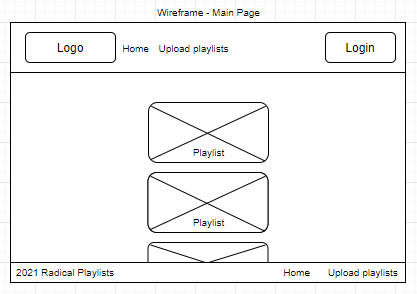 Wireframe - Main Page
Logo Home Upload playlists Login
Playlist
Playlist
2021 Radical Playlists Home Upload playlists